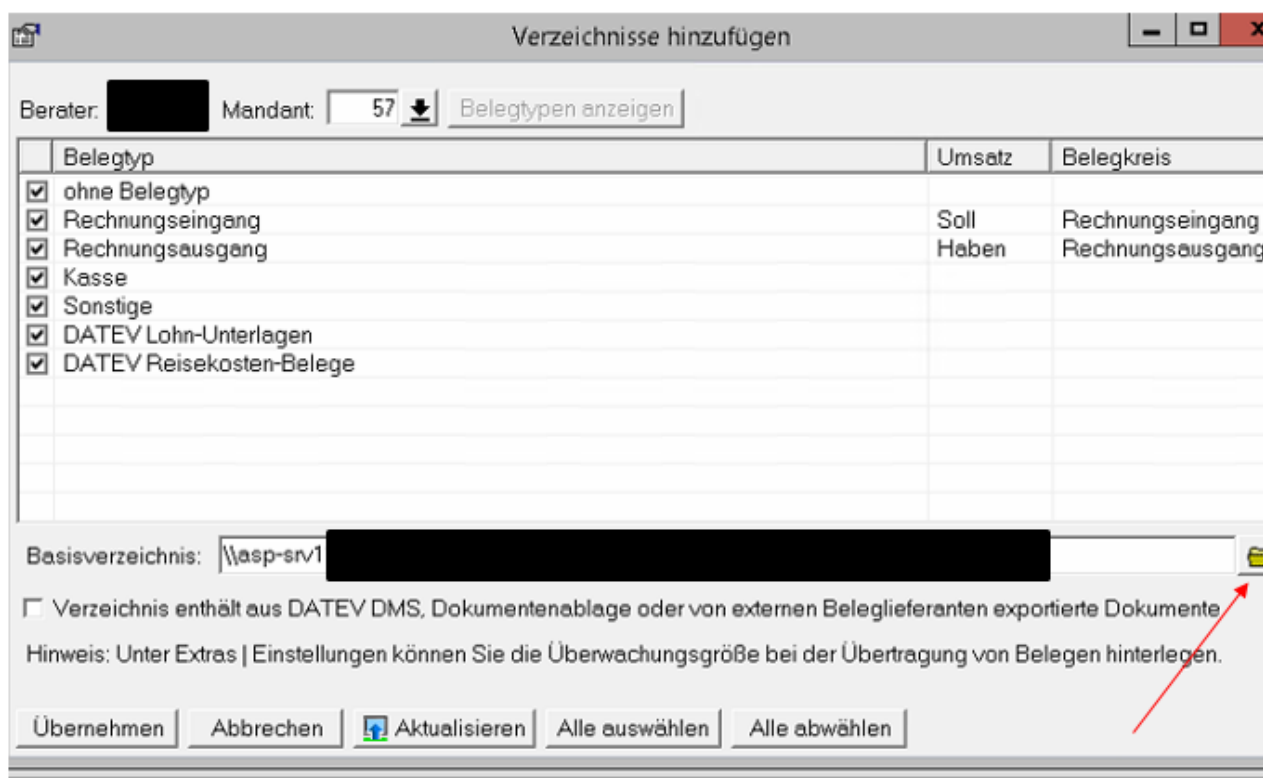 Verzeichnisse hinzufügen
Berater: Mandant: 57 Belegtypen anzeigen
Belegtyp Umsatz Belegkreis
ohne Belegtyp
Rechnungseingang Soll Rechnungseingang
Rechnungsausgang Haben Rechnungsausgang
Kasse
Sonstige
DATEV Lohn-Unterlagen
DATEV Reisekosten-Belege
Basisverzeichnis: \\asp-srv1
Verzeichnis enthält aus DATEV DMS, Dokumentenablage oder von externen Beleglieferanten exportierte Dokumente
Hinweis: Unter Extras | Einstellungen können Sie die Überwachungsgröße bei der Übertragung von Belegen hinterlegen.
Übernehmen Abbrechen Aktualisieren Alle auswählen Alle abwählen